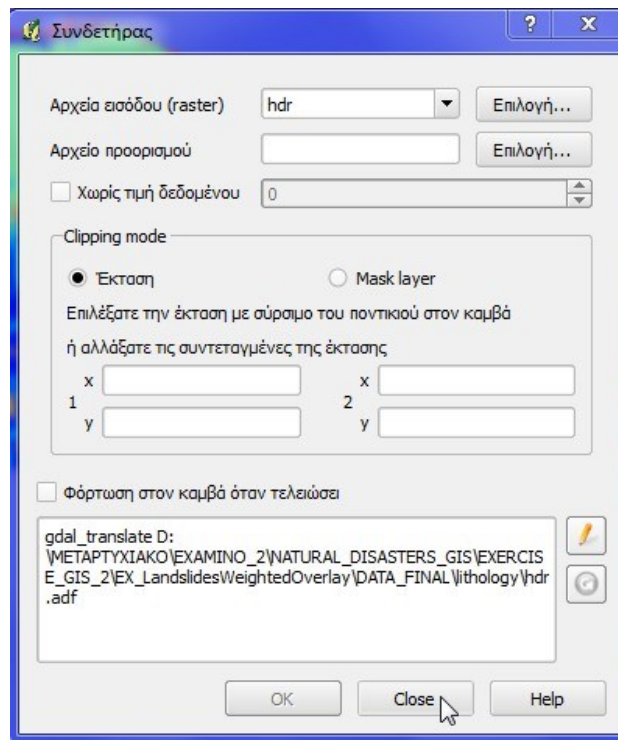 Συνδετήρας
?
X
Αρχεία εισόδου (raster)
hdr
Επιλογή...
Αρχείο προορισμού
Επιλογή...
Χωρίς τιμή δεδομένου
0
Clipping mode
Έκταση
Mask layer
Επιλέξατε την έκταση με σύρσιμο του ποντικιού στον καμβά
ή αλλάξατε τις συντεταγμένες της έκτασης
x
x
1
2
y
y
Φόρτωση στον καμβά όταν τελειώσει
gdal_translate D:
\ΜΕΤΑΡΤΥΧΙΑΚΟ\EXAMINO_2\NATURAL_DISASTERS_GIS\EXERCIS
E_GIS_2\EX_LandslidesWeightedOverlay\DATA_FINAL\lithology\hdr
.adf
OK
Close
Help